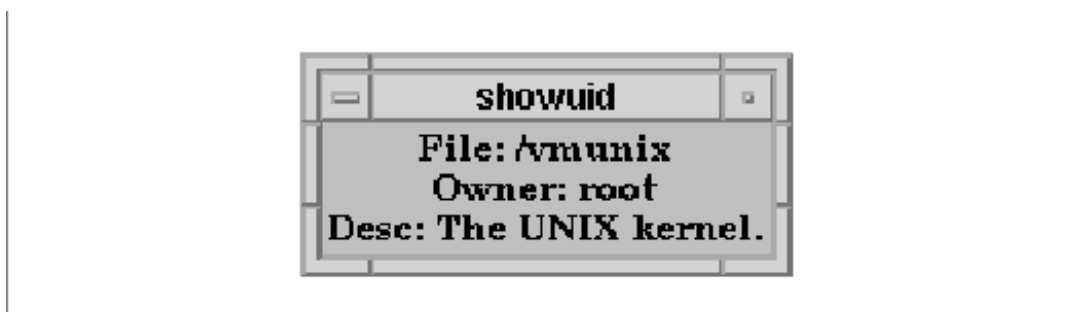 showuid
File: /vmunix
Owner: root
Desc: The UNIX kernel.